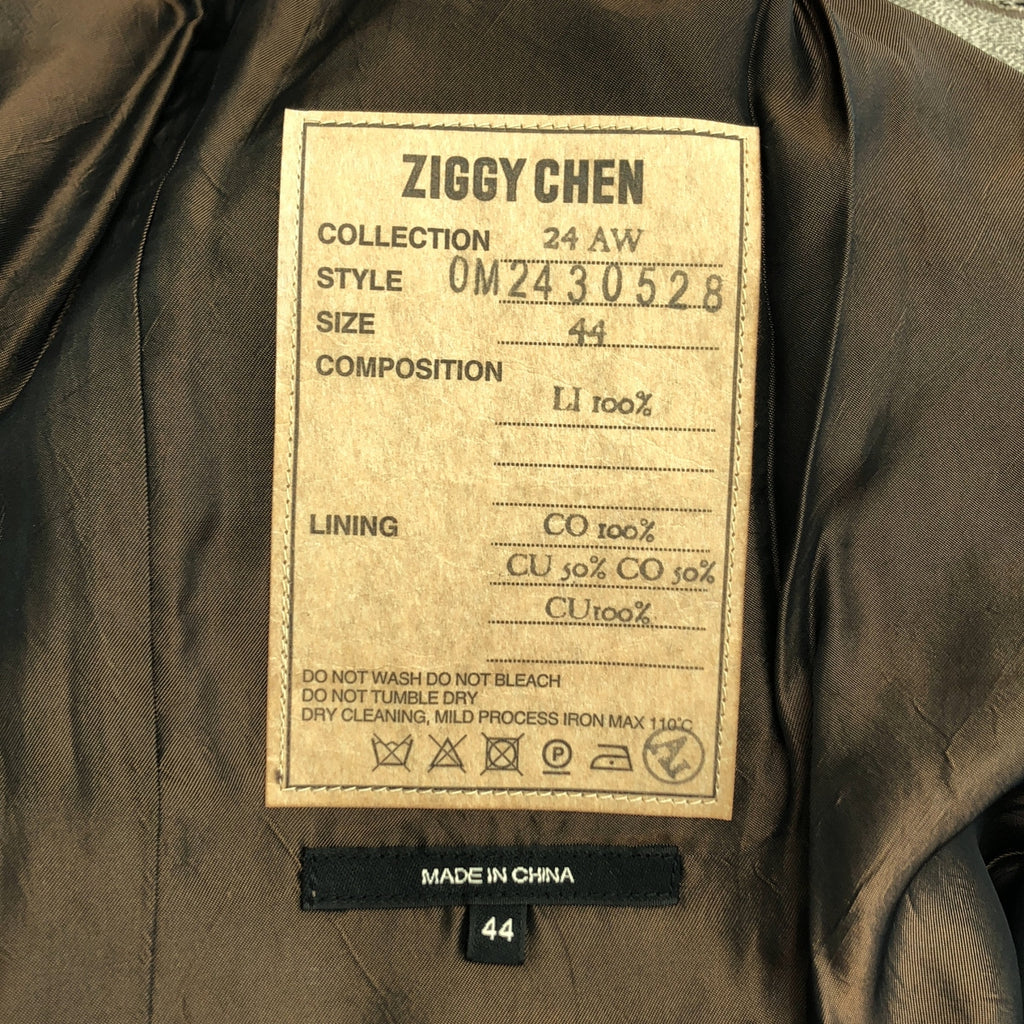 ZIGGY CHEN
COLLECTION 24 AW
STYLE 0M2430528
SIZE 44
COMPOSITION
LI 100%
LINING CO 100%
CU 50% CO 50%
CU100%
DO NOT WASH DO NOT BLEACH
DO NOT TUMBLE DRY
DRY CLEANING, MILD PROCESS IRON MAX 110°C
P
MADE IN CHINA
44